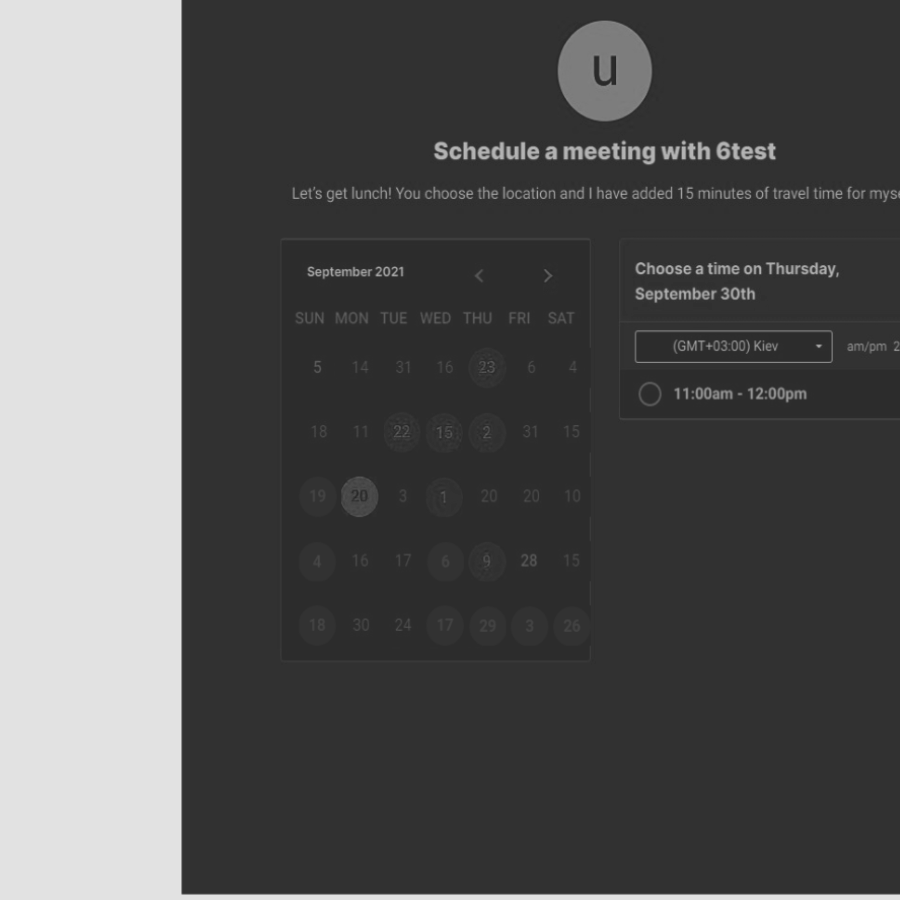 u
Schedule a meeting with 6test
Let's get lunch! You choose the location and I have added 15 minutes of travel time for myse
September 2021
SUN MON TUE WED THU FRI SAT
5 14 31 16 23 6 4
18 11 22 15 2 31 15
19 20 3 1 20 20 10
4 16 17 6 9 28 15
18 30 24 17 29 3 26
Choose a time on Thursday,
September 30th
(GMT+03:00) Kiev am/pm 2
11:00am - 12:00pm